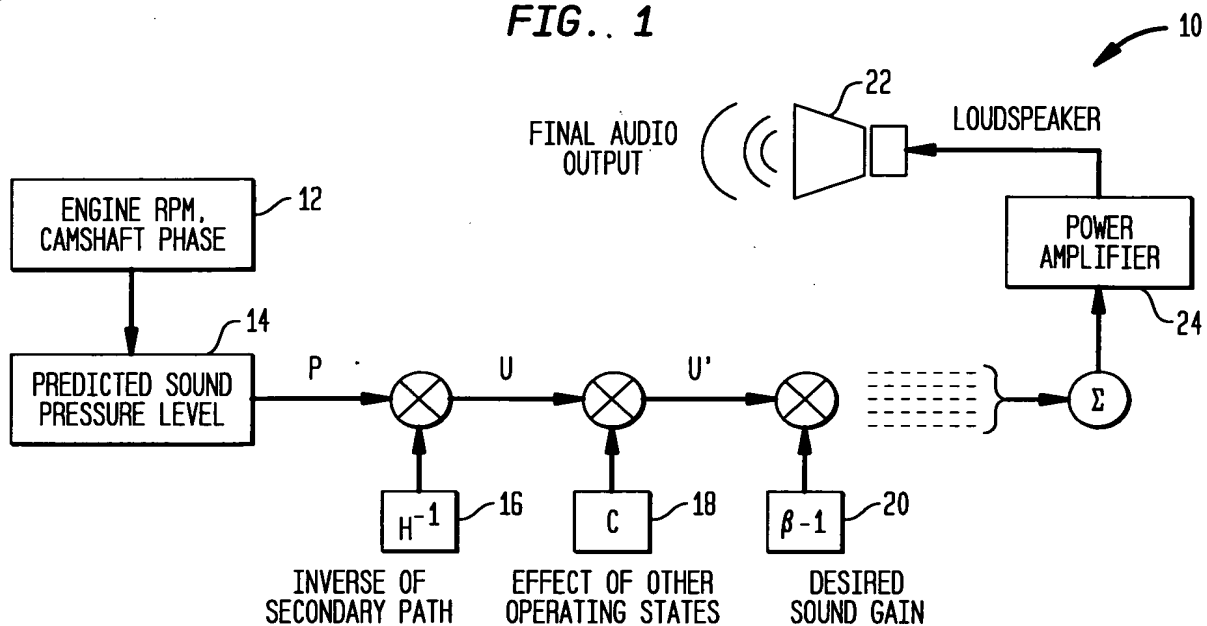 FIG.. 1
10
22
LOUDSPEAKER
FINAL AUDIO
OUTPUT
12
ENGINE RPM,
CAMSHAFT PHASE
POWER
AMPLIFIER
24
14
PREDICTED SOUND
PRESSURE LEVEL
P
U
U'
Σ
H⁻¹
16
C
18
β-1
20
INVERSE OF
SECONDARY PATH
EFFECT OF OTHER
OPERATING STATES
DESIRED
SOUND GAIN